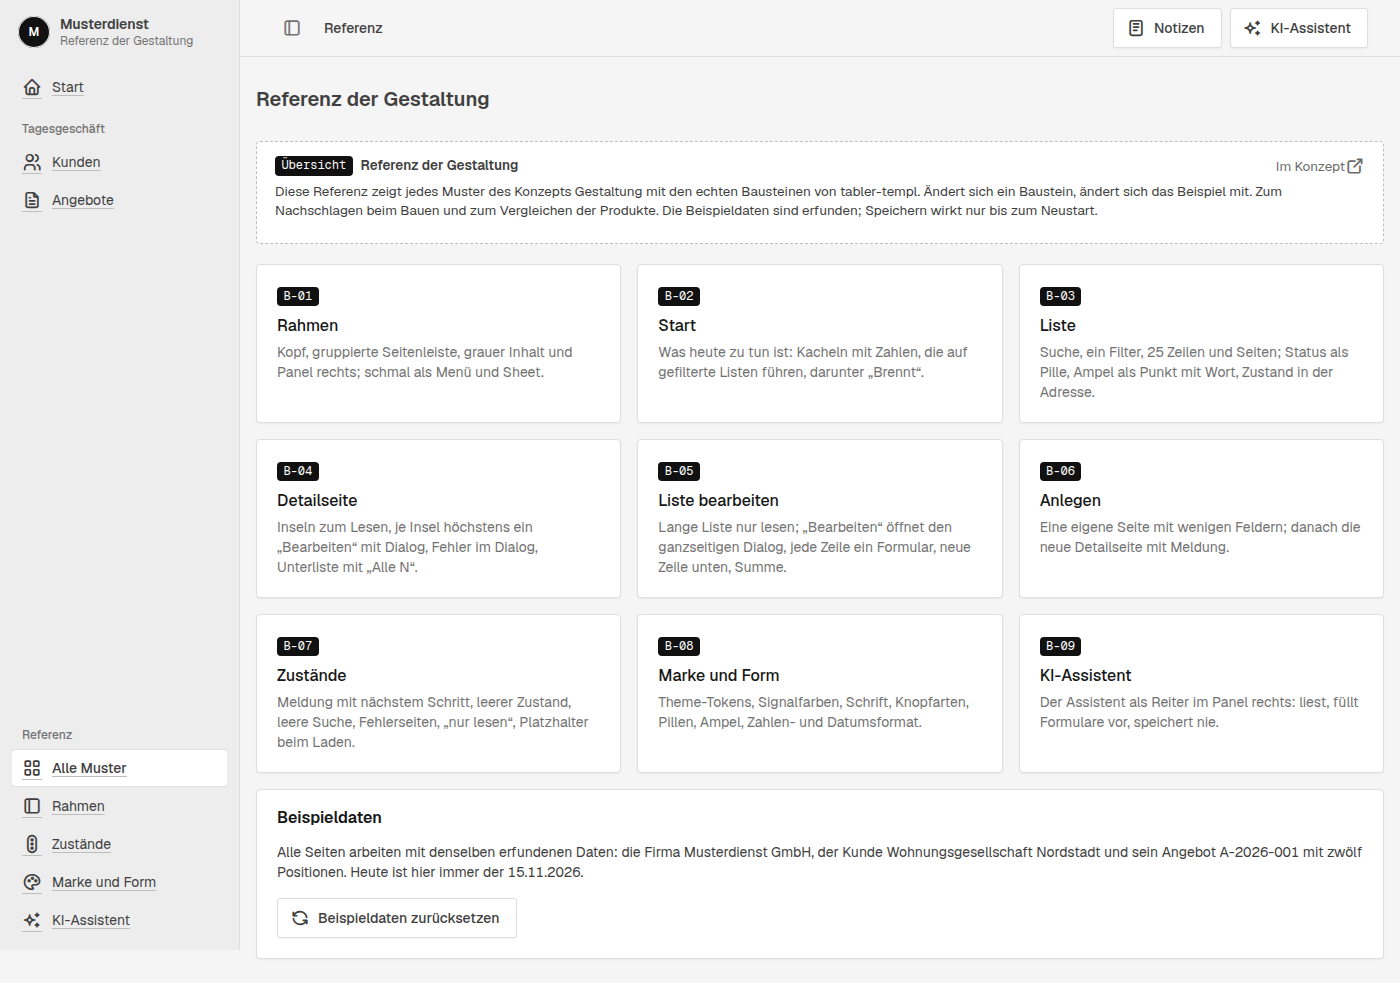 M
Musterdienst
Referenz der Gestaltung
Start
Tagesgeschäft
Kunden
Angebote
Referenz
Alle Muster
Rahmen
Zustände
Marke und Form
KI-Assistent
Referenz
Notizen
KI-Assistent
Referenz der Gestaltung
Übersicht Referenz der Gestaltung
Im Konzept
Diese Referenz zeigt jedes Muster des Konzepts Gestaltung mit den echten Bausteinen von tabler-templ. Ändert sich ein Baustein, ändert sich das Beispiel mit. Zum
Nachschlagen beim Bauen und zum Vergleichen der Produkte. Die Beispieldaten sind erfunden; Speichern wirkt nur bis zum Neustart.
B-01
Rahmen
Kopf, gruppierte Seitenleiste, grauer Inhalt und
Panel rechts; schmal als Menü und Sheet.
B-02
Start
Was heute zu tun ist: Kacheln mit Zahlen, die auf
gefilterte Listen führen, darunter „Brennt“.
B-03
Liste
Suche, ein Filter, 25 Zeilen und Seiten; Status als
Pille, Ampel als Punkt mit Wort, Zustand in der
Adresse.
B-04
Detailseite
Inseln zum Lesen, je Insel höchstens ein
„Bearbeiten“ mit Dialog, Fehler im Dialog,
Unterliste mit „Alle N“.
B-05
Liste bearbeiten
Lange Liste nur lesen; „Bearbeiten“ öffnet den
ganzseitigen Dialog, jede Zeile ein Formular, neue
Zeile unten, Summe.
B-06
Anlegen
Eine eigene Seite mit wenigen Feldern; danach die
neue Detailseite mit Meldung.
B-07
Zustände
Meldung mit nächstem Schritt, leerer Zustand,
leere Suche, Fehlerseiten, „nur lesen“, Platzhalter
beim Laden.
B-08
Marke und Form
Theme-Tokens, Signalfarben, Schrift, Knopfarten,
Pillen, Ampel, Zahlen- und Datumsformat.
B-09
KI-Assistent
Der Assistent als Reiter im Panel rechts: liest, füllt
Formulare vor, speichert nie.
Beispieldaten
Alle Seiten arbeiten mit denselben erfundenen Daten: die Firma Musterdienst GmbH, der Kunde Wohnungsgesellschaft Nordstadt und sein Angebot A-2026-001 mit zwölf
Positionen. Heute ist hier immer der 15.11.2026.
Beispieldaten zurücksetzen